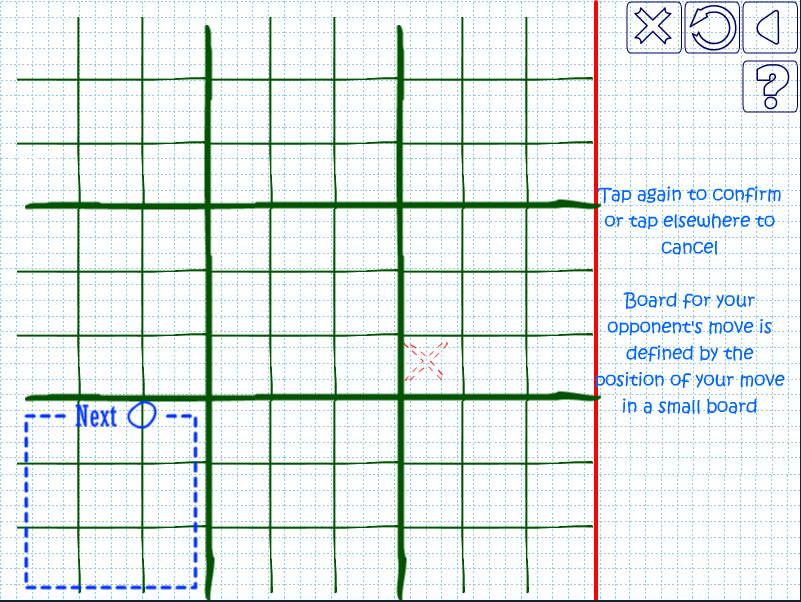 Tap again to confirm
or tap elsewhere to
cancel
Board for your
opponent's move is
defined by the
position of your move
in a small board
Next O